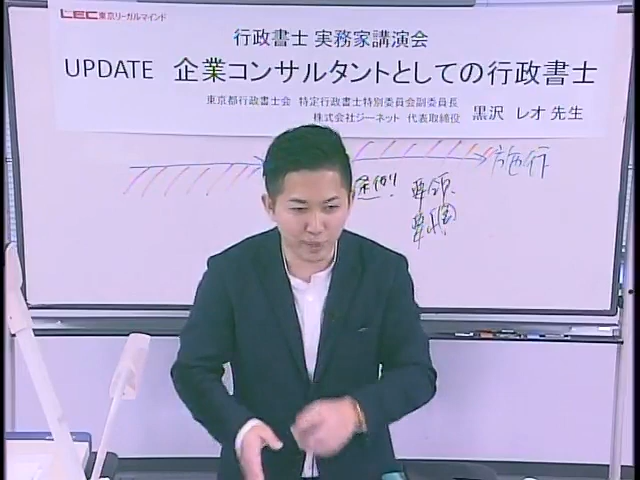 LEC東京リーガルマインド
行政書士 実務家講演会
UPDATE 企業コンサルタントとしての行政書士
東京都行政書士会 特定行政書士特別委員会副委員長
株式会社ジーネット 代表取締役 黒沢 レオ 先生
施行
要領
要綱